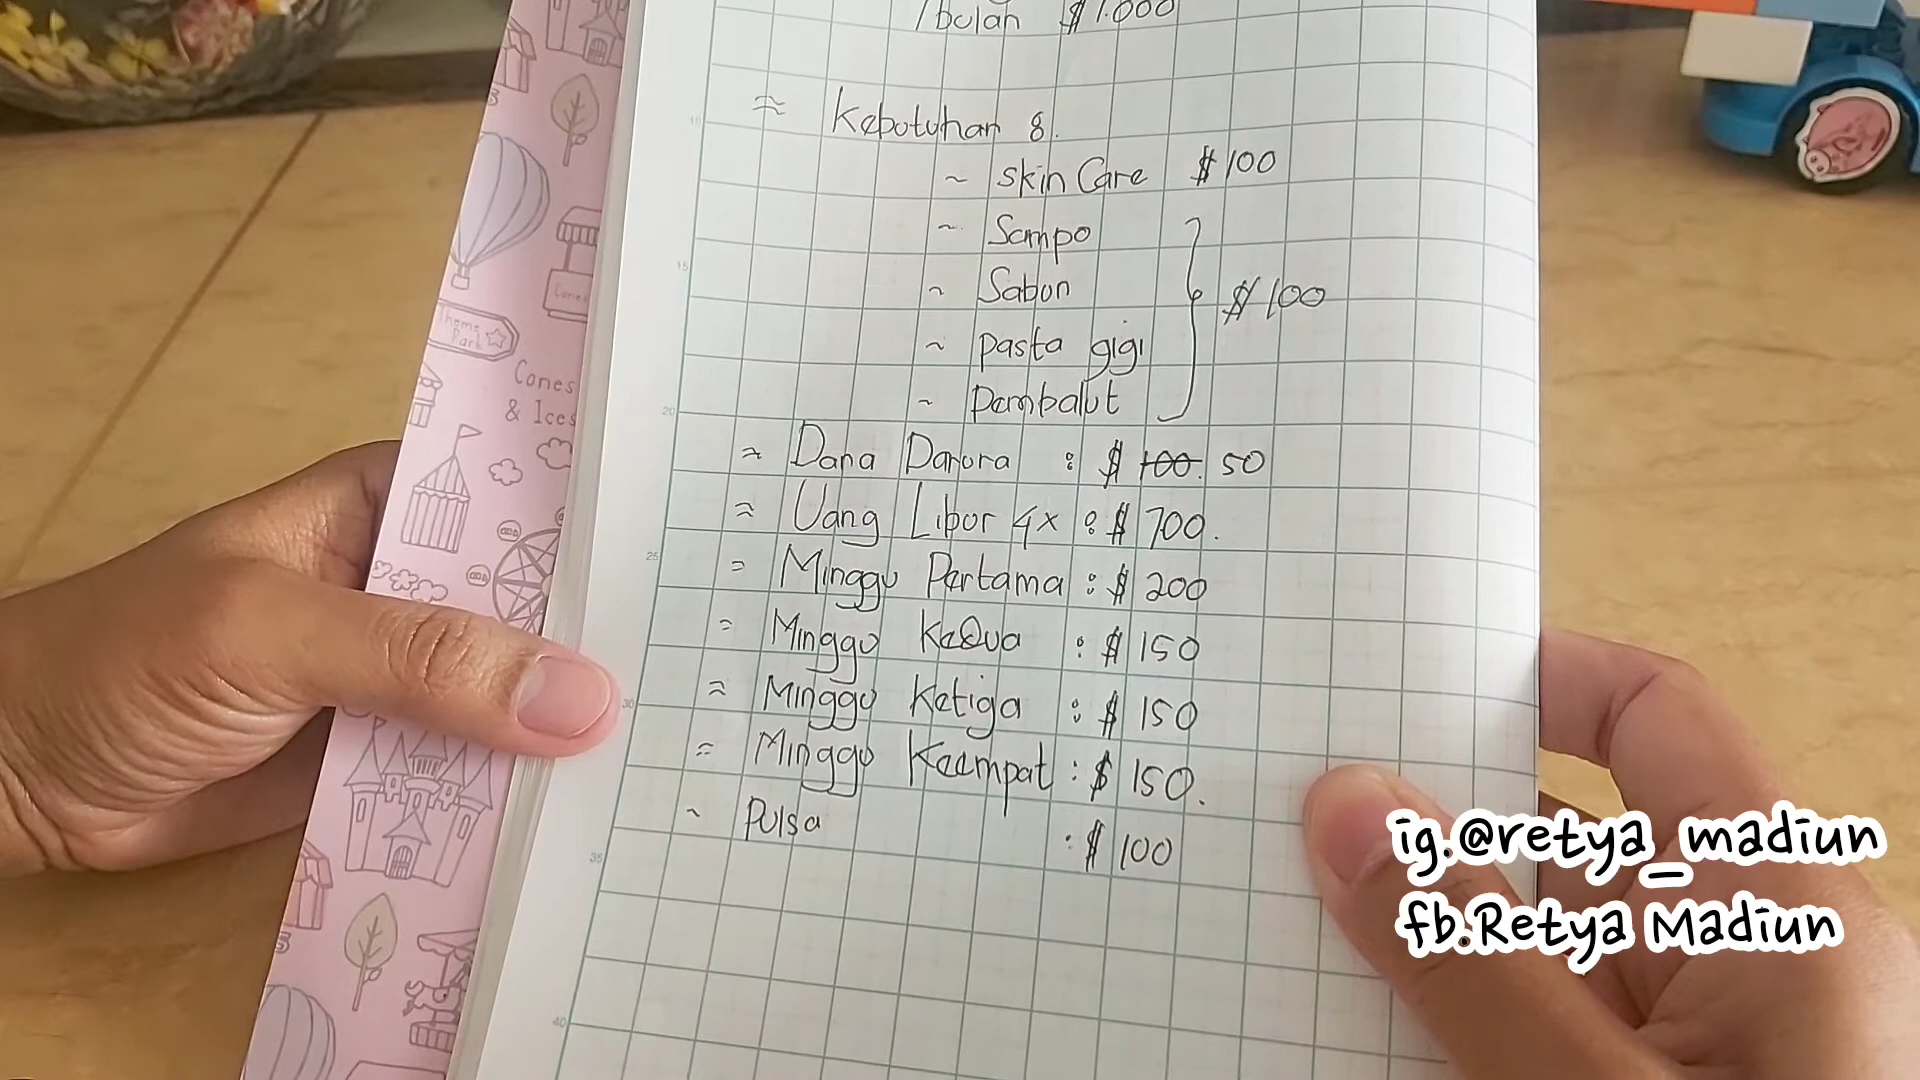 /bulan $1.000
≈ Kebutuhan :
~ Skin Care $100
~ Sampo
~ Sabun
~ pasta gigi
~ Pembalut
$100
≈ Dana Darura : $ 100. 50
≈ Uang Libur 4x : $ 700.
= Minggu Pertama : $ 200
= Minggu Kedua : $ 150
≈ Minggu Ketiga : $ 150
= Minggu Keempat : $ 150.
~ Pulsa : $ 100
Theme Park
Cones
& Ices
ig.@retya_madiun
fb.Retya Madiun